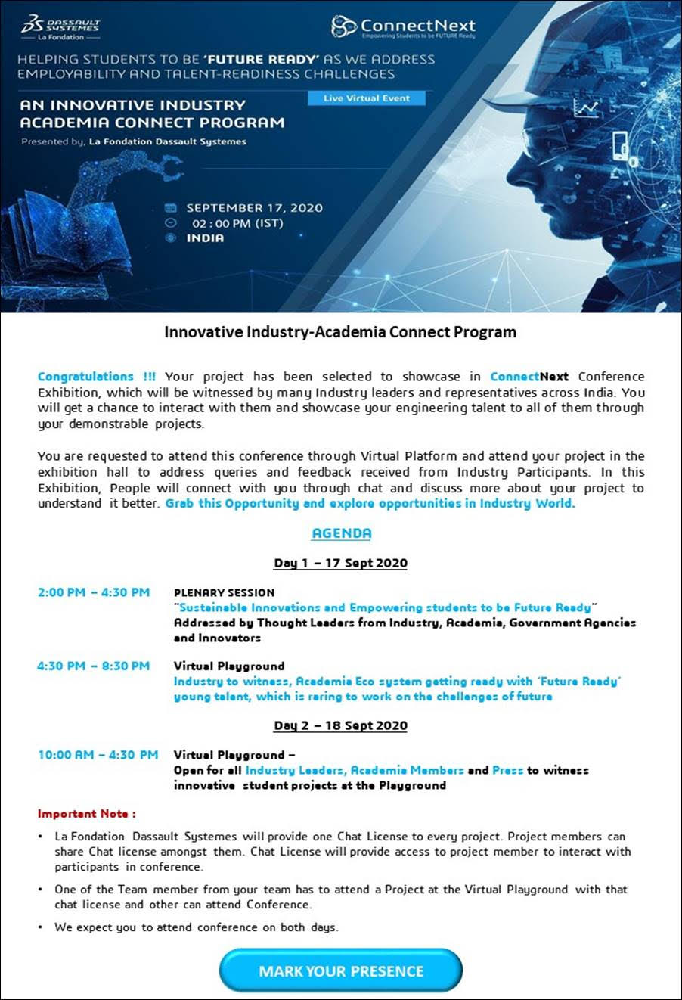 DASSAULT
SYSTEMES
La Fondation
ConnectNext
Empowering Students to be FUTURE Ready
HELPING STUDENTS TO BE ‘FUTURE READY’ AS WE ADDRESS
EMPLOYABILITY AND TALENT-READINESS CHALLENGES
Live Virtual Event
AN INNOVATIVE INDUSTRY
ACADEMIA CONNECT PROGRAM
Presented by, La Fondation Dassault Systemes
SEPTEMBER 17, 2020
02 : 00 PM (IST)
INDIA
Innovative Industry-Academia Connect Program
Congratulations !!! Your project has been selected to showcase in ConnectNext Conference
Exhibition, which will be witnessed by many Industry leaders and representatives across India. You
will get a chance to interact with them and showcase your engineering talent to all of them through
your demonstrable projects.
You are requested to attend this conference through Virtual Platform and attend your project in the
exhibition hall to address queries and feedback received from Industry Participants. In this
Exhibition, People will connect with you through chat and discuss more about your project to
understand it better. Grab this Opportunity and explore opportunities in Industry World.
AGENDA
Day 1 – 17 Sept 2020
2:00 PM – 4:30 PM PLENARY SESSION
"Sustainable Innovations and Empowering students to be Future Ready"
Addressed by Thought Leaders from Industry, Academia, Government Agencies
and Innovators
4:30 PM – 8:30 PM Virtual Playground
Industry to witness, Academia Eco system getting ready with ‘Future Ready’
young talent, which is raring to work on the challenges of future
Day 2 – 18 Sept 2020
10:00 AM – 4:30 PM Virtual Playground –
Open for all Industry Leaders, Academia Members and Press to witness
innovative student projects at the Playground
Important Note :
• La Fondation Dassault Systemes will provide one Chat License to every project. Project members can
share Chat license amongst them. Chat License will provide access to project member to interact with
participants in conference.
• One of the Team member from your team has to attend a Project at the Virtual Playground with that
chat license and other can attend Conference.
• We expect you to attend conference on both days.
MARK YOUR PRESENCE